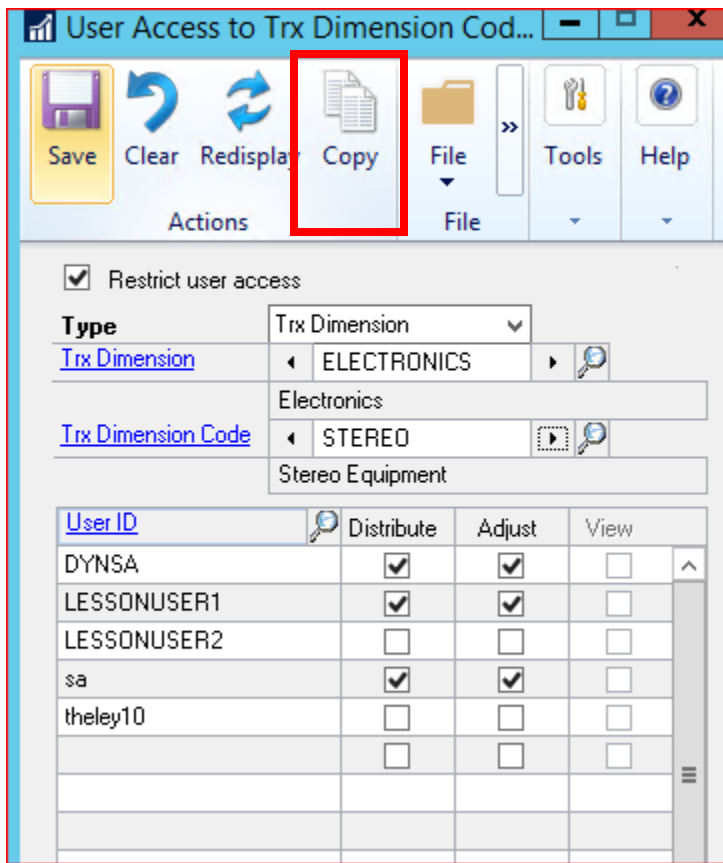 User Access to Trx Dimension Cod...
Save Clear Redisplay Copy File Tools Help
Actions File
Restrict user access
Type Trx Dimension
Trx Dimension ELECTRONICS
Electronics
Trx Dimension Code STEREO
Stereo Equipment
User ID Distribute Adjust View
DYNSA
LESSONUSER1
LESSONUSER2
sa
theley10